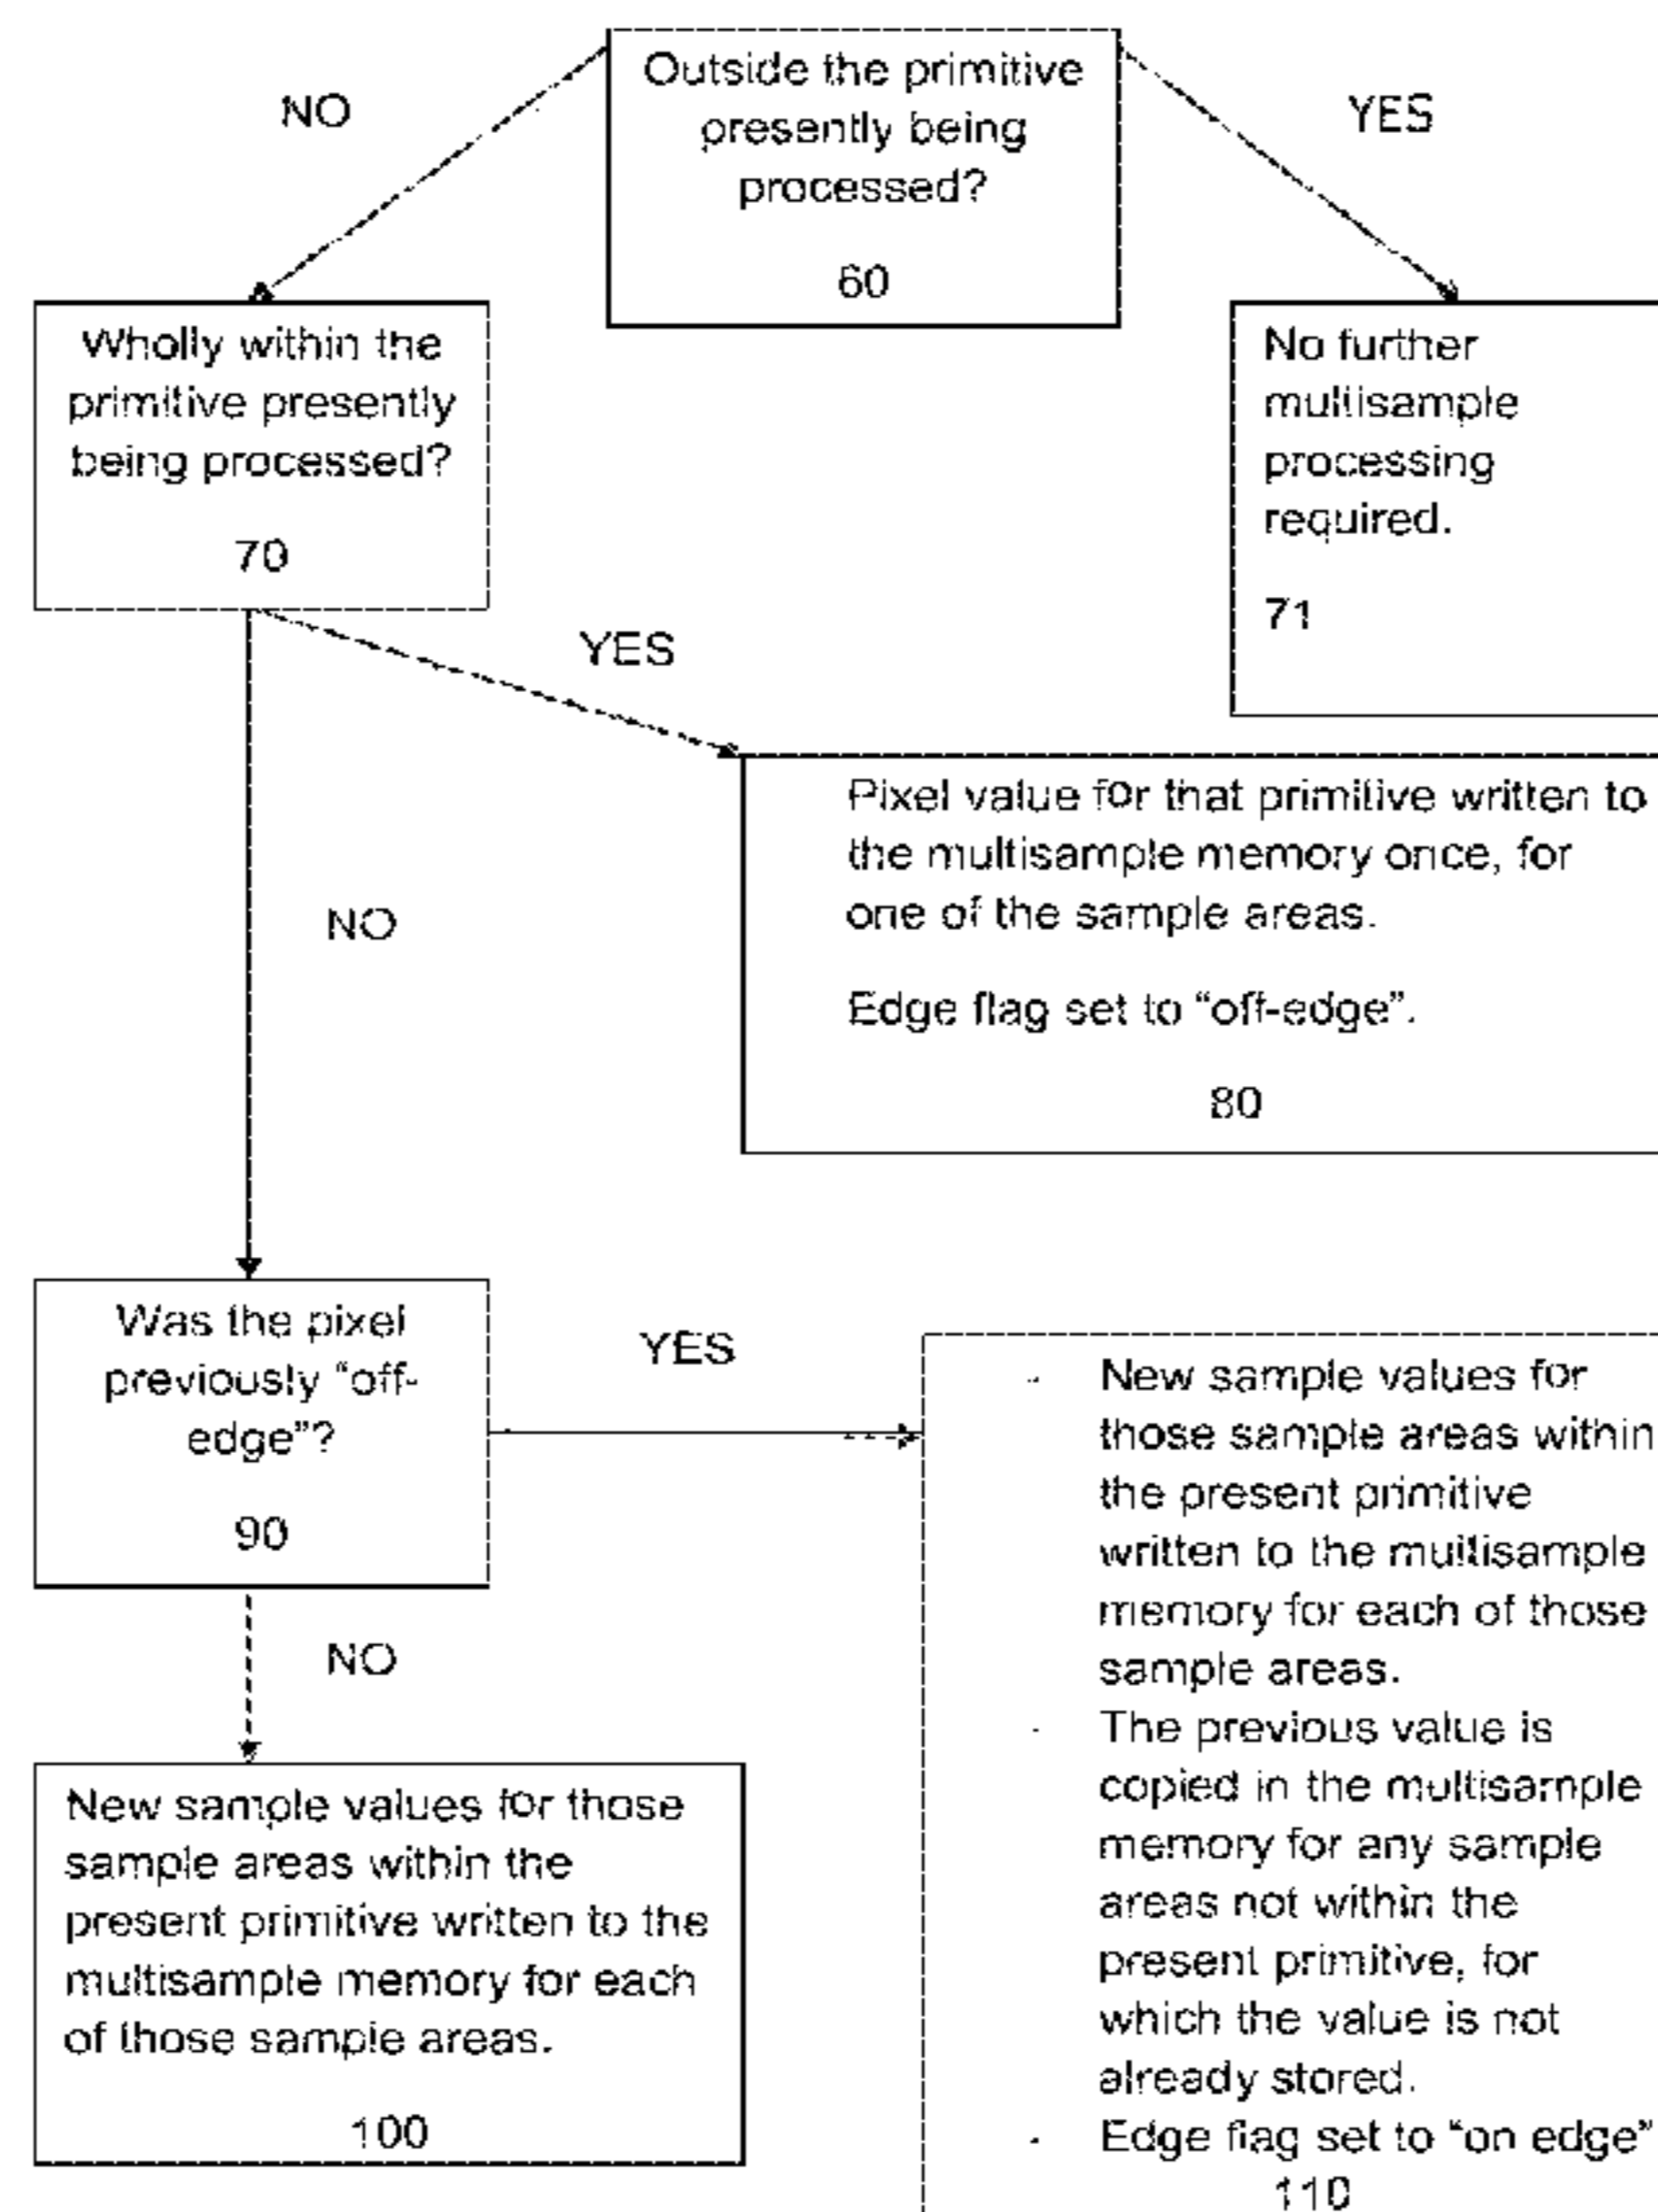 Outside the primitive
presently being
processed?
60
NO
YES
Wholly within the
primitive presently
being processed?
70
No further
multisample
processing
required.
71
YES
Pixel value for that primitive written to
the multisample memory once, for
one of the sample areas.
Edge flag set to “off-edge”.
80
NO
Was the pixel
previously “off-
edge”?
90
YES
- New sample values for
those sample areas within
the present primitive
written to the multisample
memory for each of those
sample areas.
- The previous value is
copied in the multisample
memory for any sample
areas not within the
present primitive, for
which the value is not
already stored.
- Edge flag set to “on edge”
110
NO
New sample values for those
sample areas within the
present primitive written to the
multisample memory for each
of those sample areas.
100